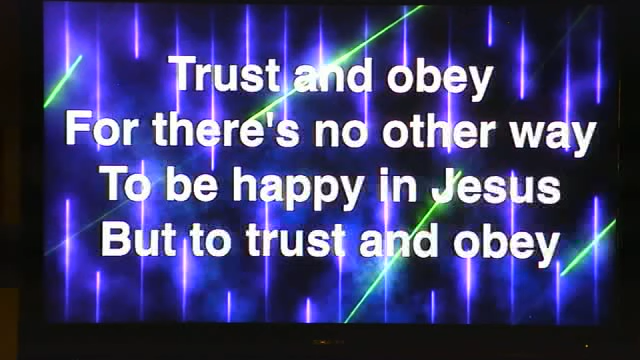 Trust and obey
For there's no other way
To be happy in Jesus
But to trust and obey